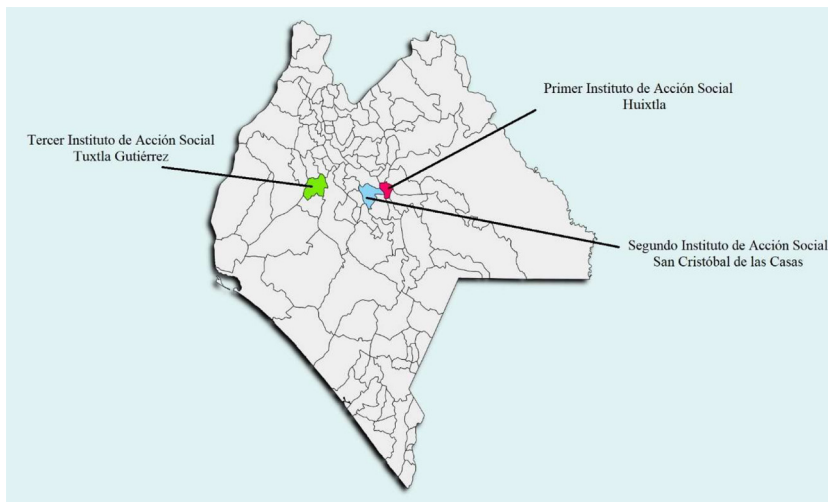 Primer Instituto de Acción Social
Huixtla
Tercer Instituto de Acción Social
Tuxtla Gutiérrez
Segundo Instituto de Acción Social
San Cristóbal de las Casas